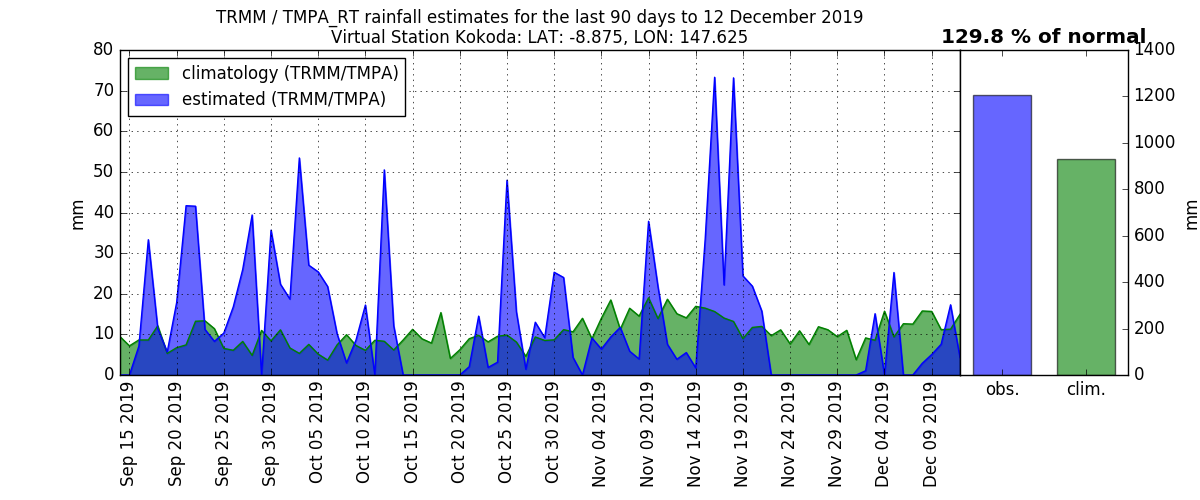 TRMM / TMPA_RT rainfall estimates for the last 90 days to 12 December 2019
Virtual Station Kokoda: LAT: -8.875, LON: 147.625
129.8 % of normal
climatology (TRMM/TMPA)
estimated (TRMM/TMPA)
mm
80
70
60
50
40
30
20
10
0
Sep 15 2019
Sep 20 2019
Sep 25 2019
Sep 30 2019
Oct 05 2019
Oct 10 2019
Oct 15 2019
Oct 20 2019
Oct 25 2019
Oct 30 2019
Nov 04 2019
Nov 09 2019
Nov 14 2019
Nov 19 2019
Nov 24 2019
Nov 29 2019
Dec 04 2019
Dec 09 2019
obs.
clim.
1400
1200
1000
800
600
400
200
0
mm